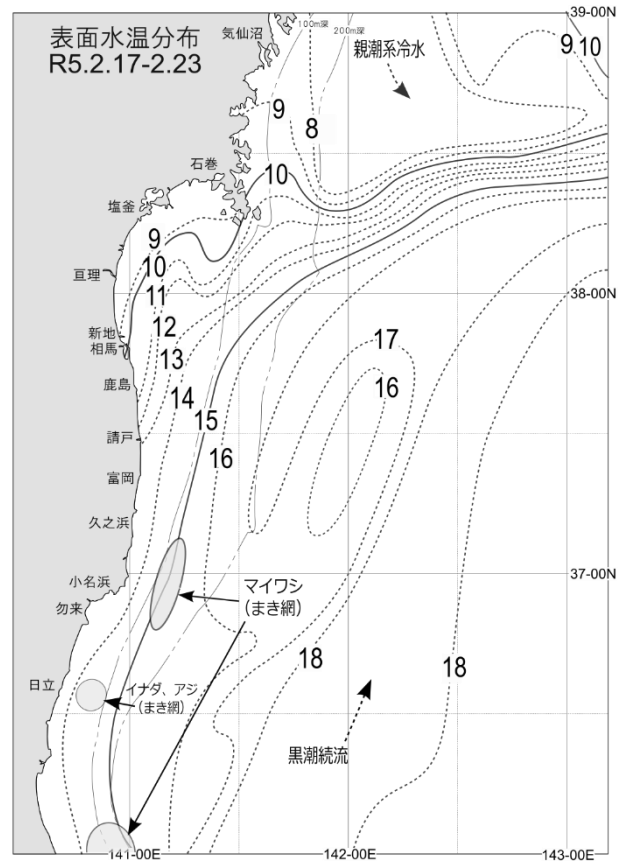 表面水温分布
R5.2.17-2.23
気仙沼
100m深
200m深
39-00N
親潮系冷水
9
10
9
8
石巻
10
塩釜
9
亘理
10
38-00N
11
新地
12
相馬
17
13
鹿島
16
14
15
請戸
16
富岡
久之浜
37-00N
小名浜
マイワシ
(まき網)
勿来
18
18
日立
イナダ、アジ
(まき網)
黒潮続流
141-00E
142-00E
143-00E